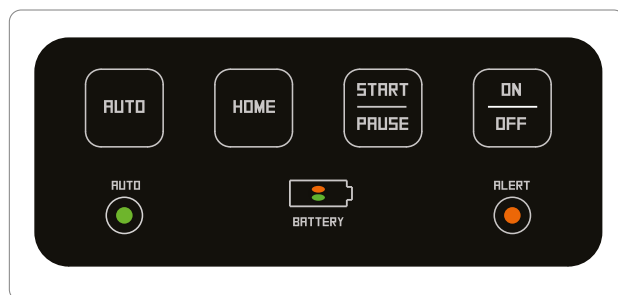 AUTO
HOME
START
PAUSE
ON
OFF
AUTO
BATTERY
ALERT